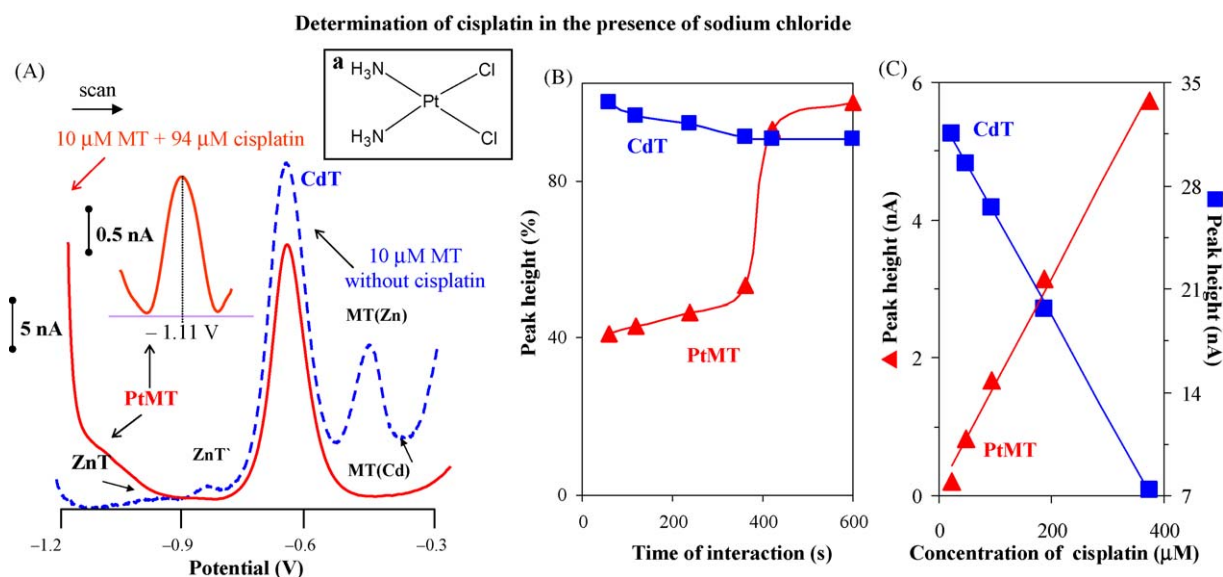 Determination of cisplatin in the presence of sodium chloride
(A)
scan
10 μM MT + 94 μM cisplatin
a
H₃N
Cl
Pt
H₃N
Cl
CdT
0.5 nA
10 μM MT
without cisplatin
5 nA
– 1.11 V
MT(Zn)
PtMT
ZnT
ZnT`
MT(Cd)
−1.2
−0.9
−0.6
−0.3
Potential (V)
(B)
CdT
PtMT
Peak height (%)
80
40
0
0
200
400
600
Time of interaction (s)
(C)
CdT
PtMT
Peak height (nA)
6
5
4
2
0
35
28
21
14
7
Peak height
(nA)
0
200
400
Concentration of cisplatin (μM)